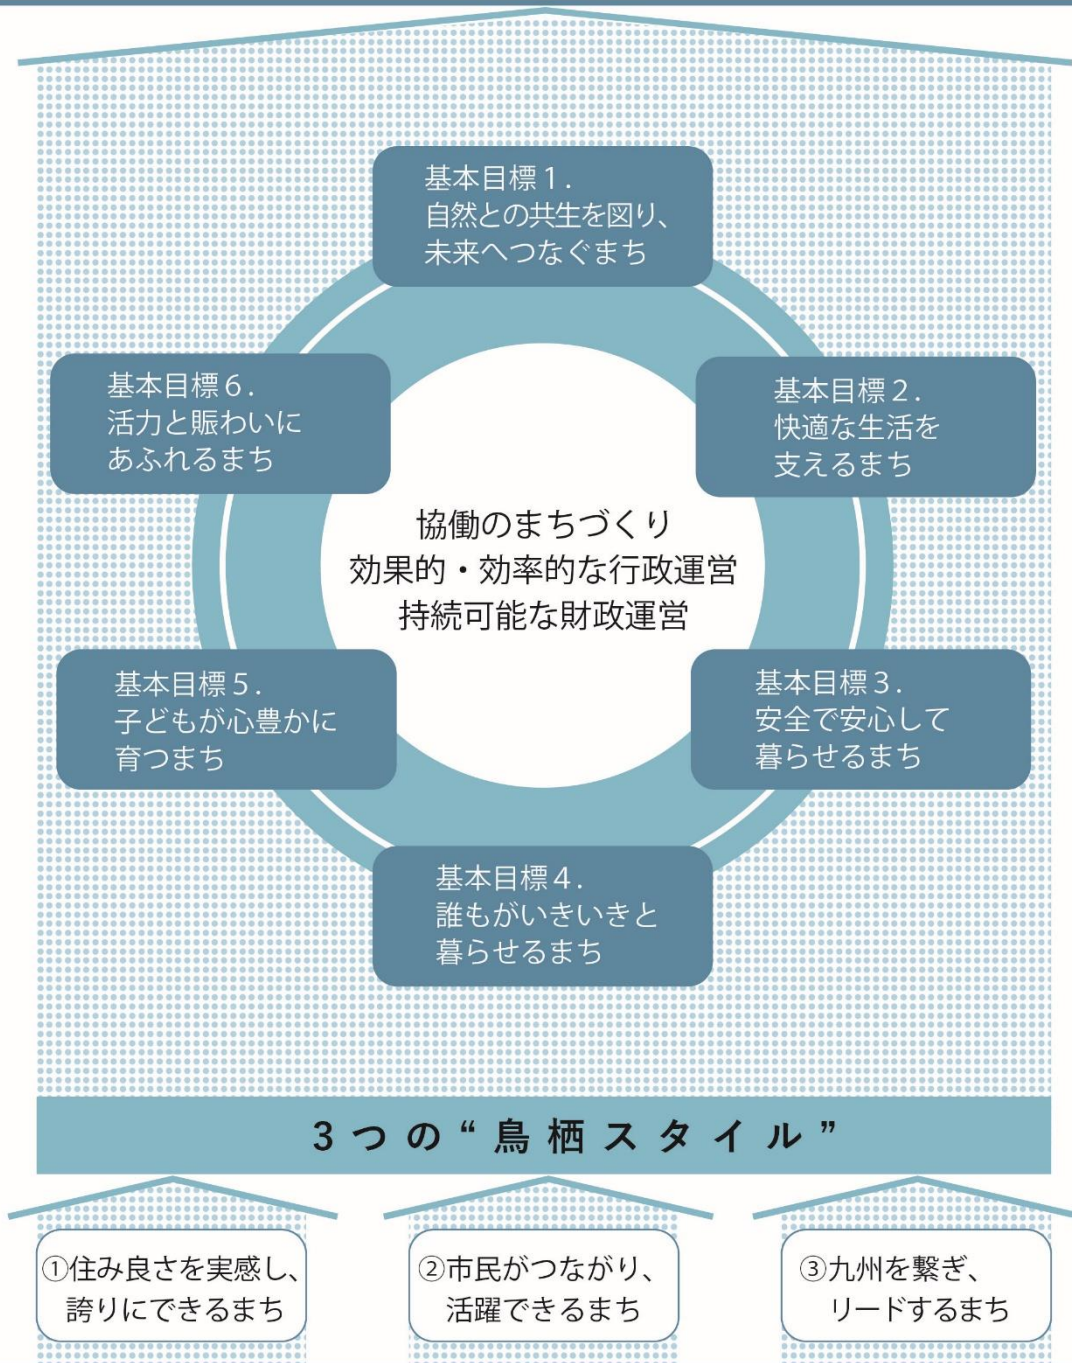 基本目標1.
自然との共生を図り、
未来へつなぐまち
基本目標6.
活力と賑わいに
あふれるまち
基本目標2.
快適な生活を
支えるまち
協働のまちづくり
効果的・効率的な行政運営
持続可能な財政運営
基本目標5.
子どもが心豊かに
育つまち
基本目標3.
安全で安心して
暮らせるまち
基本目標4.
誰もがいきいきと
暮らせるまち
3つの“鳥栖スタイル”
①住み良さを実感し、
誇りにできるまち
②市民がつながり、
活躍できるまち
③九州を繋ぎ、
リードするまち